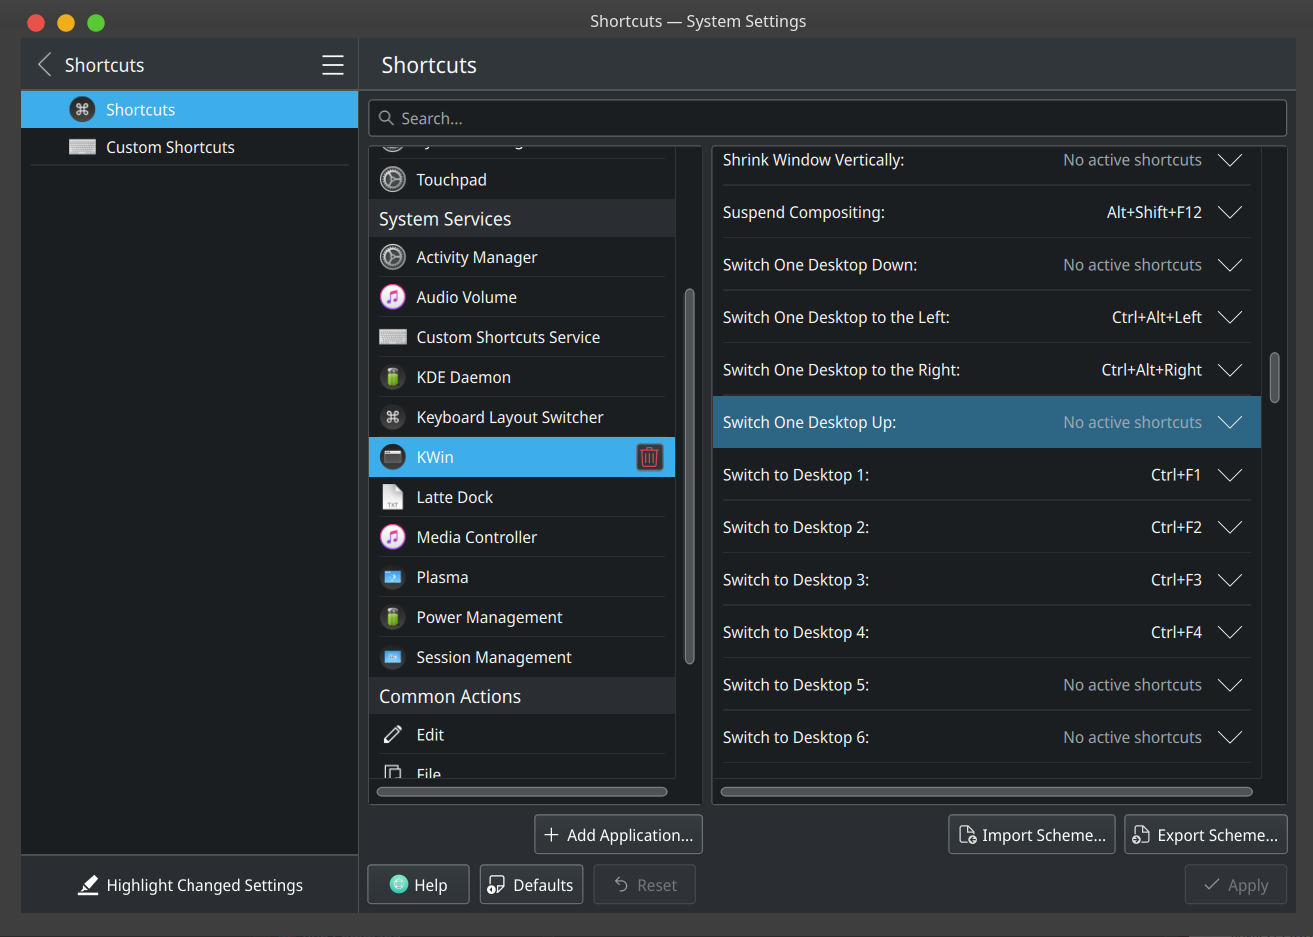 Shortcuts — System Settings
Shortcuts
Shortcuts
Custom Shortcuts
Highlight Changed Settings
Shortcuts
Search...
Touchpad
System Services
Activity Manager
Audio Volume
Custom Shortcuts Service
KDE Daemon
Keyboard Layout Switcher
KWin
Latte Dock
TXT
Media Controller
Plasma
Power Management
Session Management
Common Actions
Edit
File
Shrink Window Vertically: No active shortcuts
Suspend Compositing: Alt+Shift+F12
Switch One Desktop Down: No active shortcuts
Switch One Desktop to the Left: Ctrl+Alt+Left
Switch One Desktop to the Right: Ctrl+Alt+Right
Switch One Desktop Up: No active shortcuts
Switch to Desktop 1: Ctrl+F1
Switch to Desktop 2: Ctrl+F2
Switch to Desktop 3: Ctrl+F3
Switch to Desktop 4: Ctrl+F4
Switch to Desktop 5: No active shortcuts
Switch to Desktop 6: No active shortcuts
Add Application...
Import Scheme... Export Scheme...
Help Defaults Reset Apply